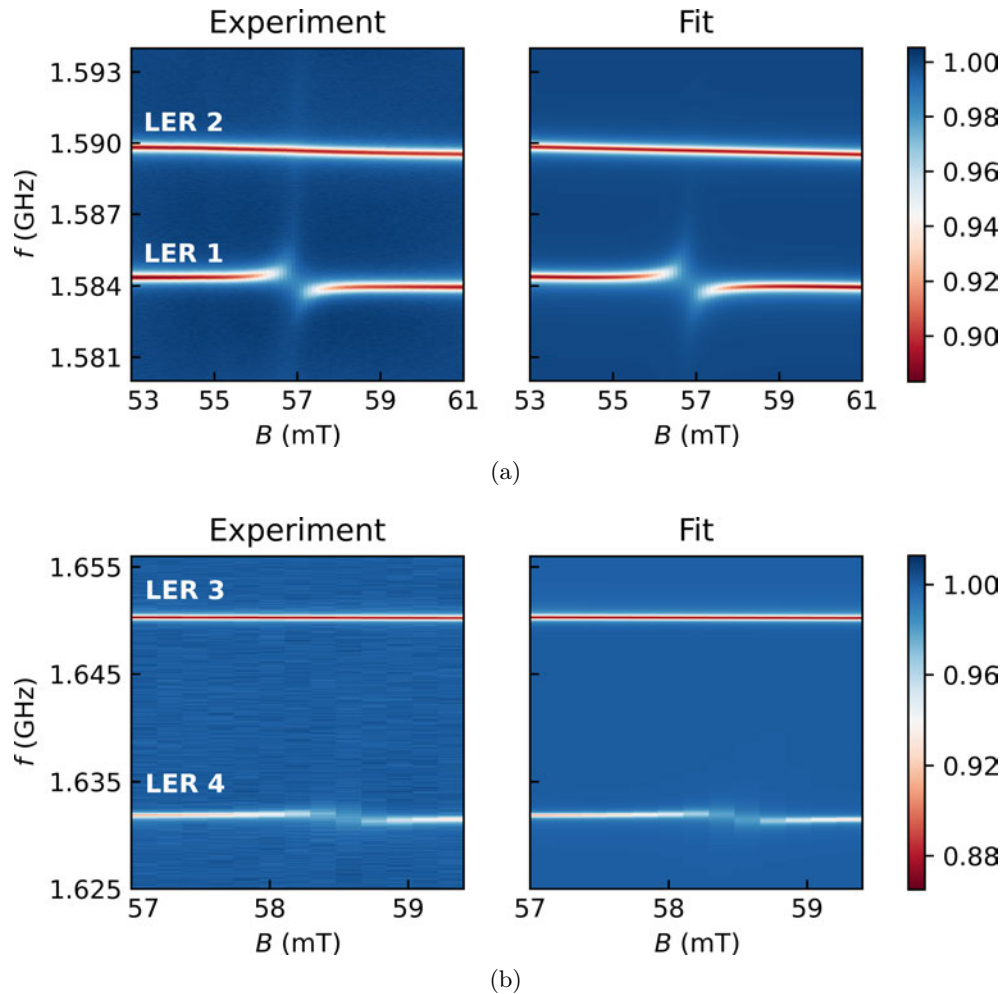 Experiment
Fit
1.593
1.590
1.587
1.584
1.581
f (GHz)
LER 2
LER 1
53 55 57 59 61
53 55 57 59 61
B (mT)
B (mT)
1.00
0.98
0.96
0.94
0.92
0.90
(a)
Experiment
Fit
1.655
1.645
1.635
1.625
f (GHz)
LER 3
LER 4
57 58 59
57 58 59
B (mT)
B (mT)
1.00
0.96
0.92
0.88
(b)